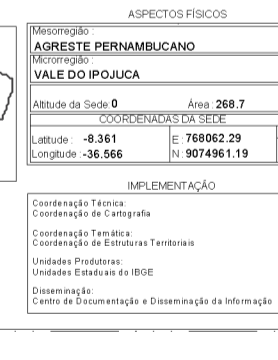 ASPECTOS FÍSICOS
Mesorregião :
AGRESTE PERNAMBUCANO
Microrregião :
VALE DO IPOJUCA
Altitude da Sede: 0 Área : 268.7
COORDENADAS DA SEDE
Latitude : -8.361 E : 768062.29
Longitude : -36.566 N : 9074961.19
IMPLEMENTAÇÃO
Coordenação Técnica:
Coordenação de Cartografia
Coordenação Temática:
Coordenação de Estruturas Territoriais
Unidades Produtoras:
Unidades Estaduais do IBGE
Disseminação:
Centro de Documentação e Disseminação da Informação